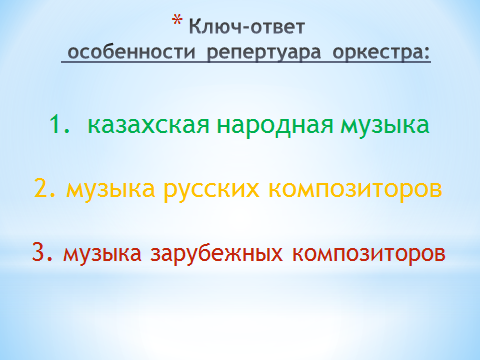 * Ключ-ответ
особенности репертуара оркестра:
1. казахская народная музыка
2. музыка русских композиторов
3. музыка зарубежных композиторов